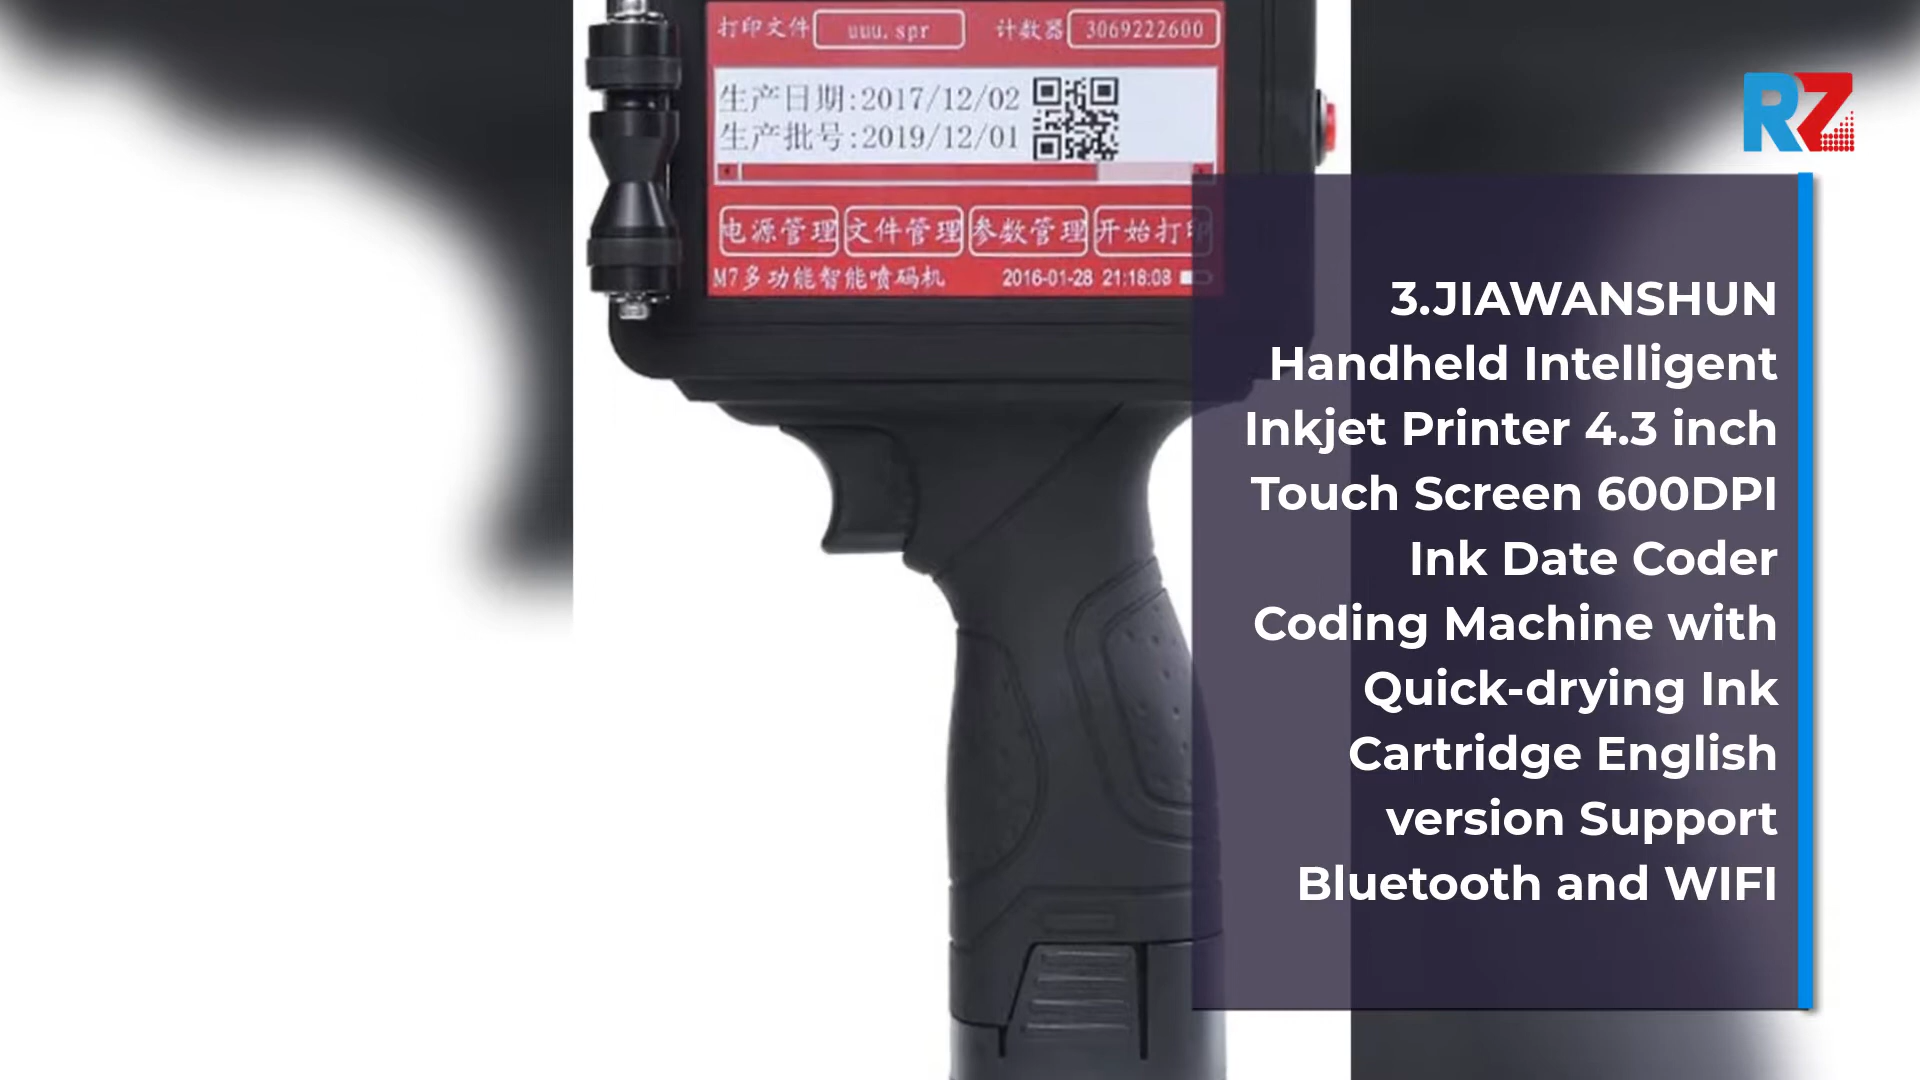 打印文件 uuu.spr 计数器 3069222600
生产日期:2017/12/02
生产批号:2019/12/01
电源管理 文件管理 参数管理 开始打印
M7多功能智能喷码机 2016-01-28 21:18:08
RZ
3.JIAWANSHUN
Handheld Intelligent
Inkjet Printer 4.3 inch
Touch Screen 600DPI
Ink Date Coder
Coding Machine with
Quick-drying Ink
Cartridge English
version Support
Bluetooth and WIFI